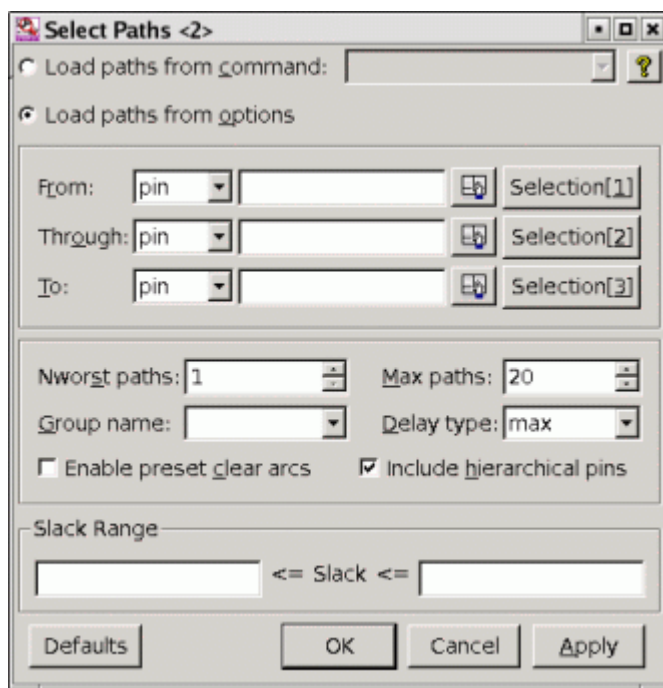 Select Paths <2>
Load paths from command: ?
Load paths from options
From: pin Selection[1]
Through: pin Selection[2]
To: pin Selection[3]
Nworst paths: 1 Max paths: 20
Group name: Delay type: max
Enable preset clear arcs Include hierarchical pins
Slack Range
<= Slack <=
Defaults OK Cancel Apply